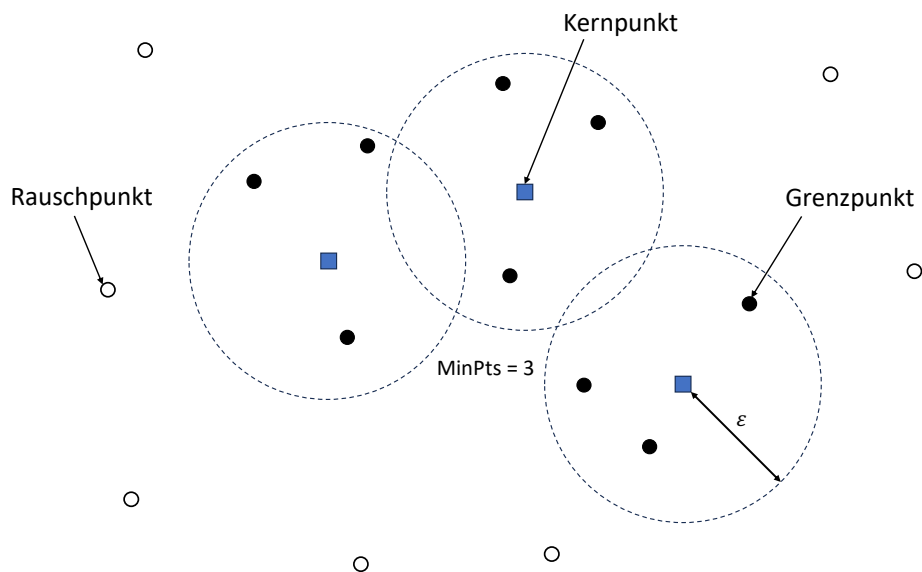 Kernpunkt
Rauschpunkt
Grenzpunkt
MinPts = 3
ε